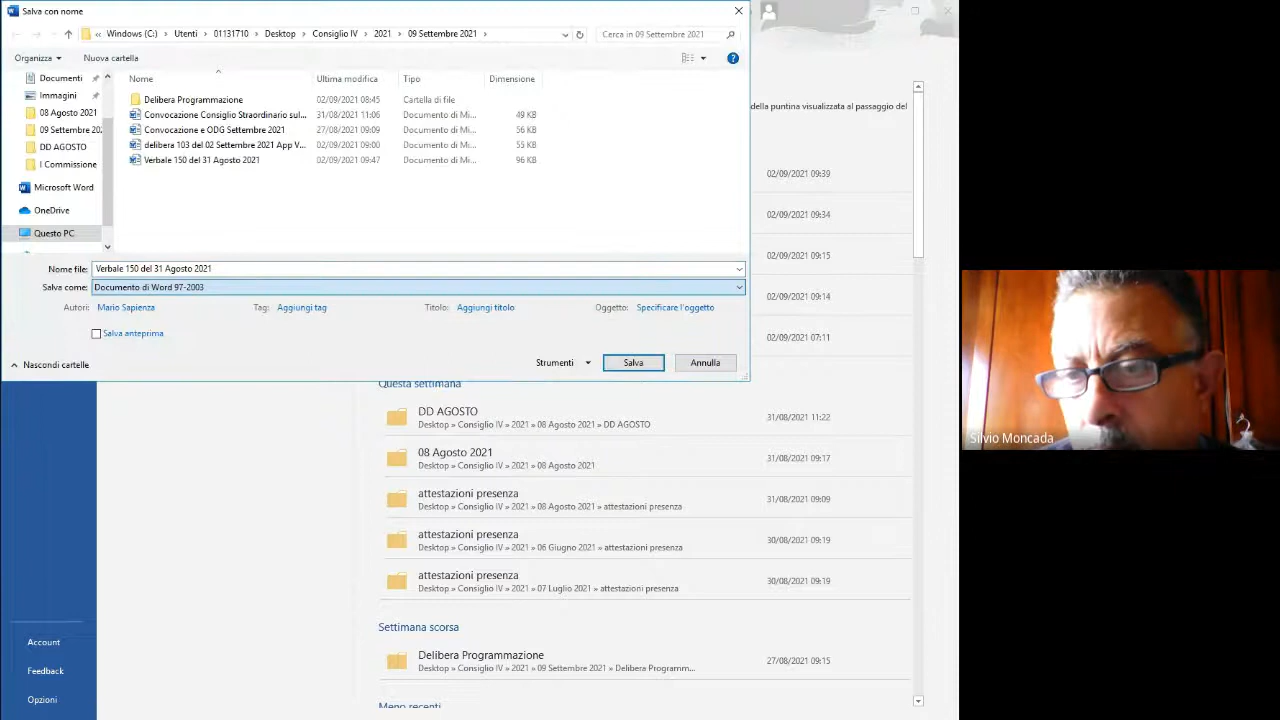 Salva con nome
« Windows (C:) › Utenti › 01131710 › Desktop › Consiglio IV › 2021 › 09 Settembre 2021 ›
Cerca in 09 Settembre 2021
Organizza
Nuova cartella
Documenti
Immagini
08 Agosto 2021
09 Settembre 202
DD AGOSTO
I Commissione
Microsoft Word
OneDrive
Questo PC
Nome Ultima modifica Tipo Dimensione
Delibera Programmazione 02/09/2021 08:45 Cartella di file
Convocazione Consiglio Straordinario sul... 31/08/2021 11:06 Documento di Mi... 49 KB
Convocazione e ODG Settembre 2021 27/08/2021 09:09 Documento di Mi... 56 KB
delibera 103 del 02 Settembre 2021 App V... 02/09/2021 09:00 Documento di Mi... 55 KB
Verbale 150 del 31 Agosto 2021 02/09/2021 09:47 Documento di Mi... 96 KB
Nome file: Verbale 150 del 31 Agosto 2021
Salva come: Documento di Word 97-2003
Autori: Mario Sapienza Tag: Aggiungi tag Titolo: Aggiungi titolo Oggetto: Specificare l'oggetto
Salva anteprima
Nascondi cartelle
Strumenti
Salva
Annulla
della puntina visualizzata al passaggio del
02/09/2021 09:39
02/09/2021 09:34
02/09/2021 09:15
02/09/2021 09:14
02/09/2021 07:11
Questa settimana
DD AGOSTO
Desktop » Consiglio IV » 2021 » 08 Agosto 2021 » DD AGOSTO
31/08/2021 11:22
08 Agosto 2021
Desktop » Consiglio IV » 2021 » 08 Agosto 2021
31/08/2021 09:17
attestazioni presenza
Desktop » Consiglio IV » 2021 » 08 Agosto 2021 » attestazioni presenza
31/08/2021 09:09
attestazioni presenza
Desktop » Consiglio IV » 2021 » 06 Giugno 2021 » attestazioni presenza
30/08/2021 09:19
attestazioni presenza
Desktop » Consiglio IV » 2021 » 07 Luglio 2021 » attestazioni presenza
30/08/2021 09:19
Settimana scorsa
Delibera Programmazione
Desktop » Consiglio IV » 2021 » 09 Settembre 2021 » Delibera Programm...
27/08/2021 09:15
Meno recenti
Account
Feedback
Opzioni
Silvio Moncada